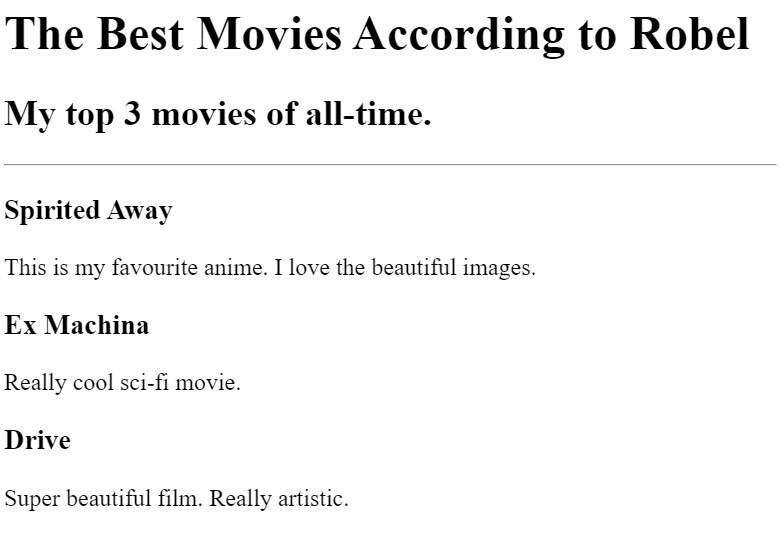 The Best Movies According to Robel
My top 3 movies of all-time.
Spirited Away
This is my favourite anime. I love the beautiful images.
Ex Machina
Really cool sci-fi movie.
Drive
Super beautiful film. Really artistic.